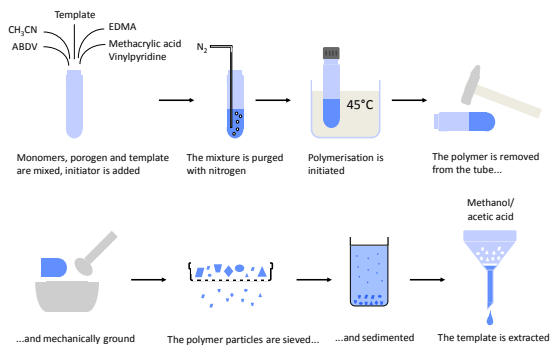 Template
CH₃CN
EDMA
ABDV
Methacrylic acid
Vinylpyridine
N₂
45°C
Monomers, porogen and template
are mixed, initiator is added
The mixture is purged
with nitrogen
Polymerisation is
initiated
The polymer is removed
from the tube...
Methanol/
acetic acid
...and mechanically ground
The polymer particles are sieved...
...and sedimented
The template is extracted